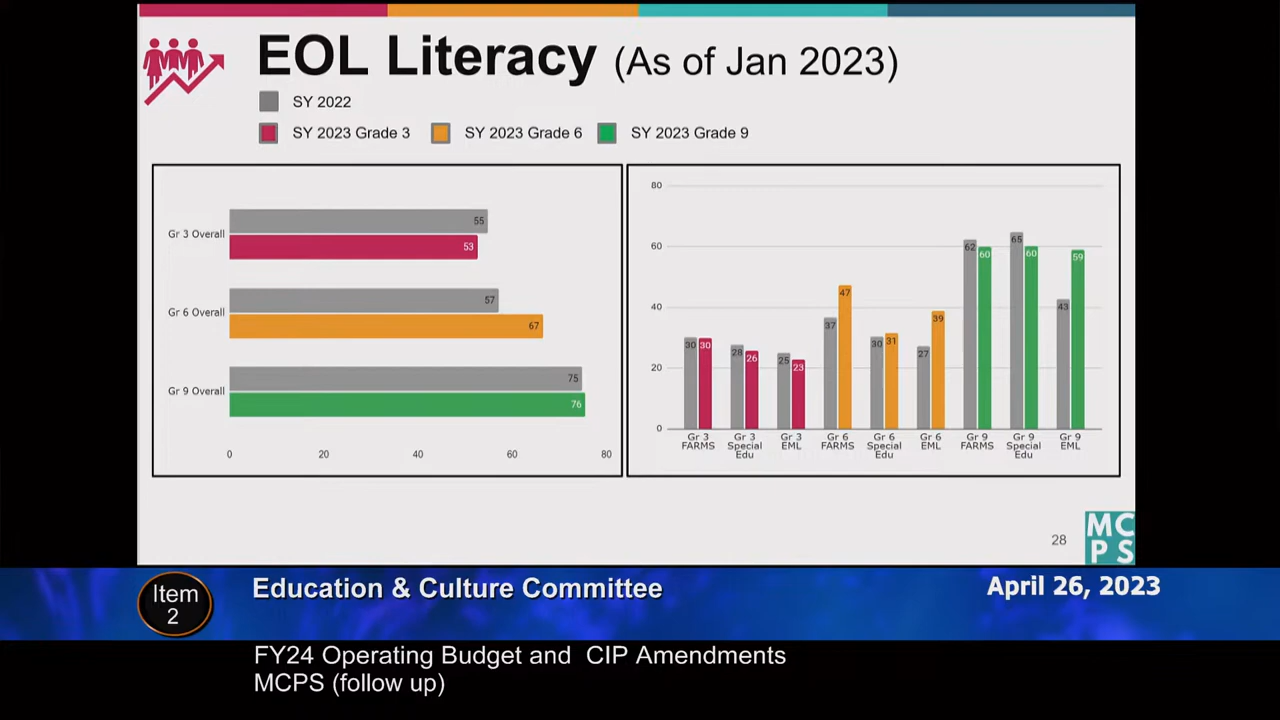 EOL Literacy (As of Jan 2023)
SY 2022
SY 2023 Grade 3 SY 2023 Grade 6 SY 2023 Grade 9
55
Gr 3 Overall
53
57
Gr 6 Overall
67
75
Gr 9 Overall
76
0 20 40 60 80
80
60
40
20
0
30 30 28 26 25 23 37 47 30 31 27 39 62 60 65 60 43 59
Gr 3 Gr 3 Gr 3 Gr 6 Gr 6 Gr 6 Gr 9 Gr 9 Gr 9
FARMS Special EML FARMS Special EML FARMS Special EML
Edu Edu Edu
28
MC
PS
Item
2
Education & Culture Committee
April 26, 2023
FY24 Operating Budget and CIP Amendments
MCPS (follow up)